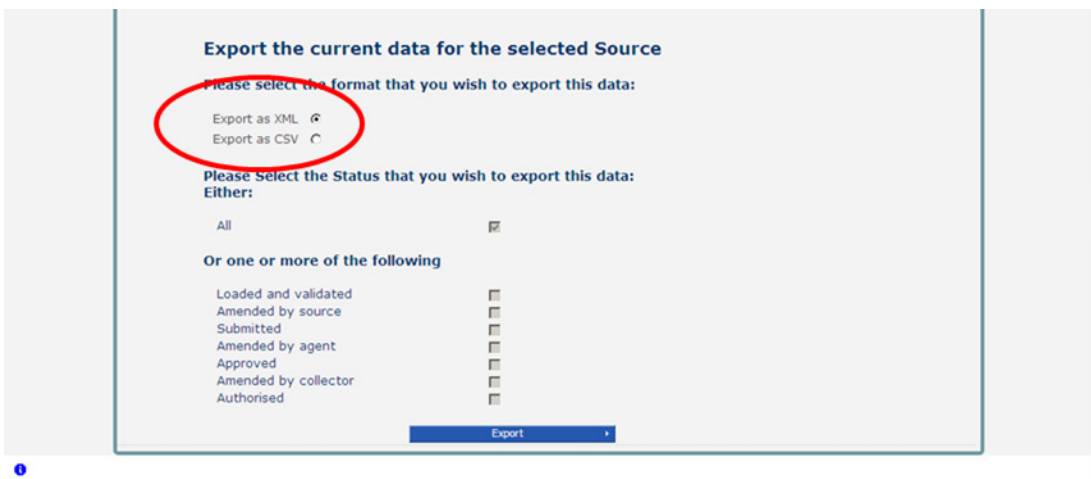 Export the current data for the selected Source
Please select the format that you wish to export this data:
Export as XML
Export as CSV
Please Select the Status that you wish to export this data:
Either:
All
Or one or more of the following
Loaded and validated
Amended by source
Submitted
Amended by agent
Approved
Amended by collector
Authorised
Export